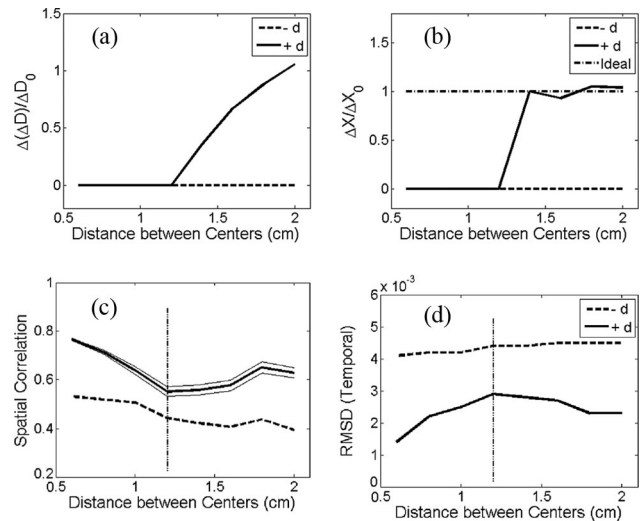 (a)
- d
+ d
Δ(ΔD)/ΔD0
1.5
1
0.5
0
0.5 1 1.5 2
Distance between Centers (cm)
(b)
- d
+ d
Ideal
ΔX/ΔX0
1.5
1
0.5
0
0.5 1 1.5 2
Distance between Centers (cm)
(c)
Spatial Correlation
1
0.8
0.6
0.4
0.2
0.5 1 1.5 2
Distance between Centers (cm)
x 10^-3
(d)
- d
+ d
RMSD (Temporal)
6
5
4
3
2
1
0
0.5 1 1.5 2
Distance between Centers (cm)